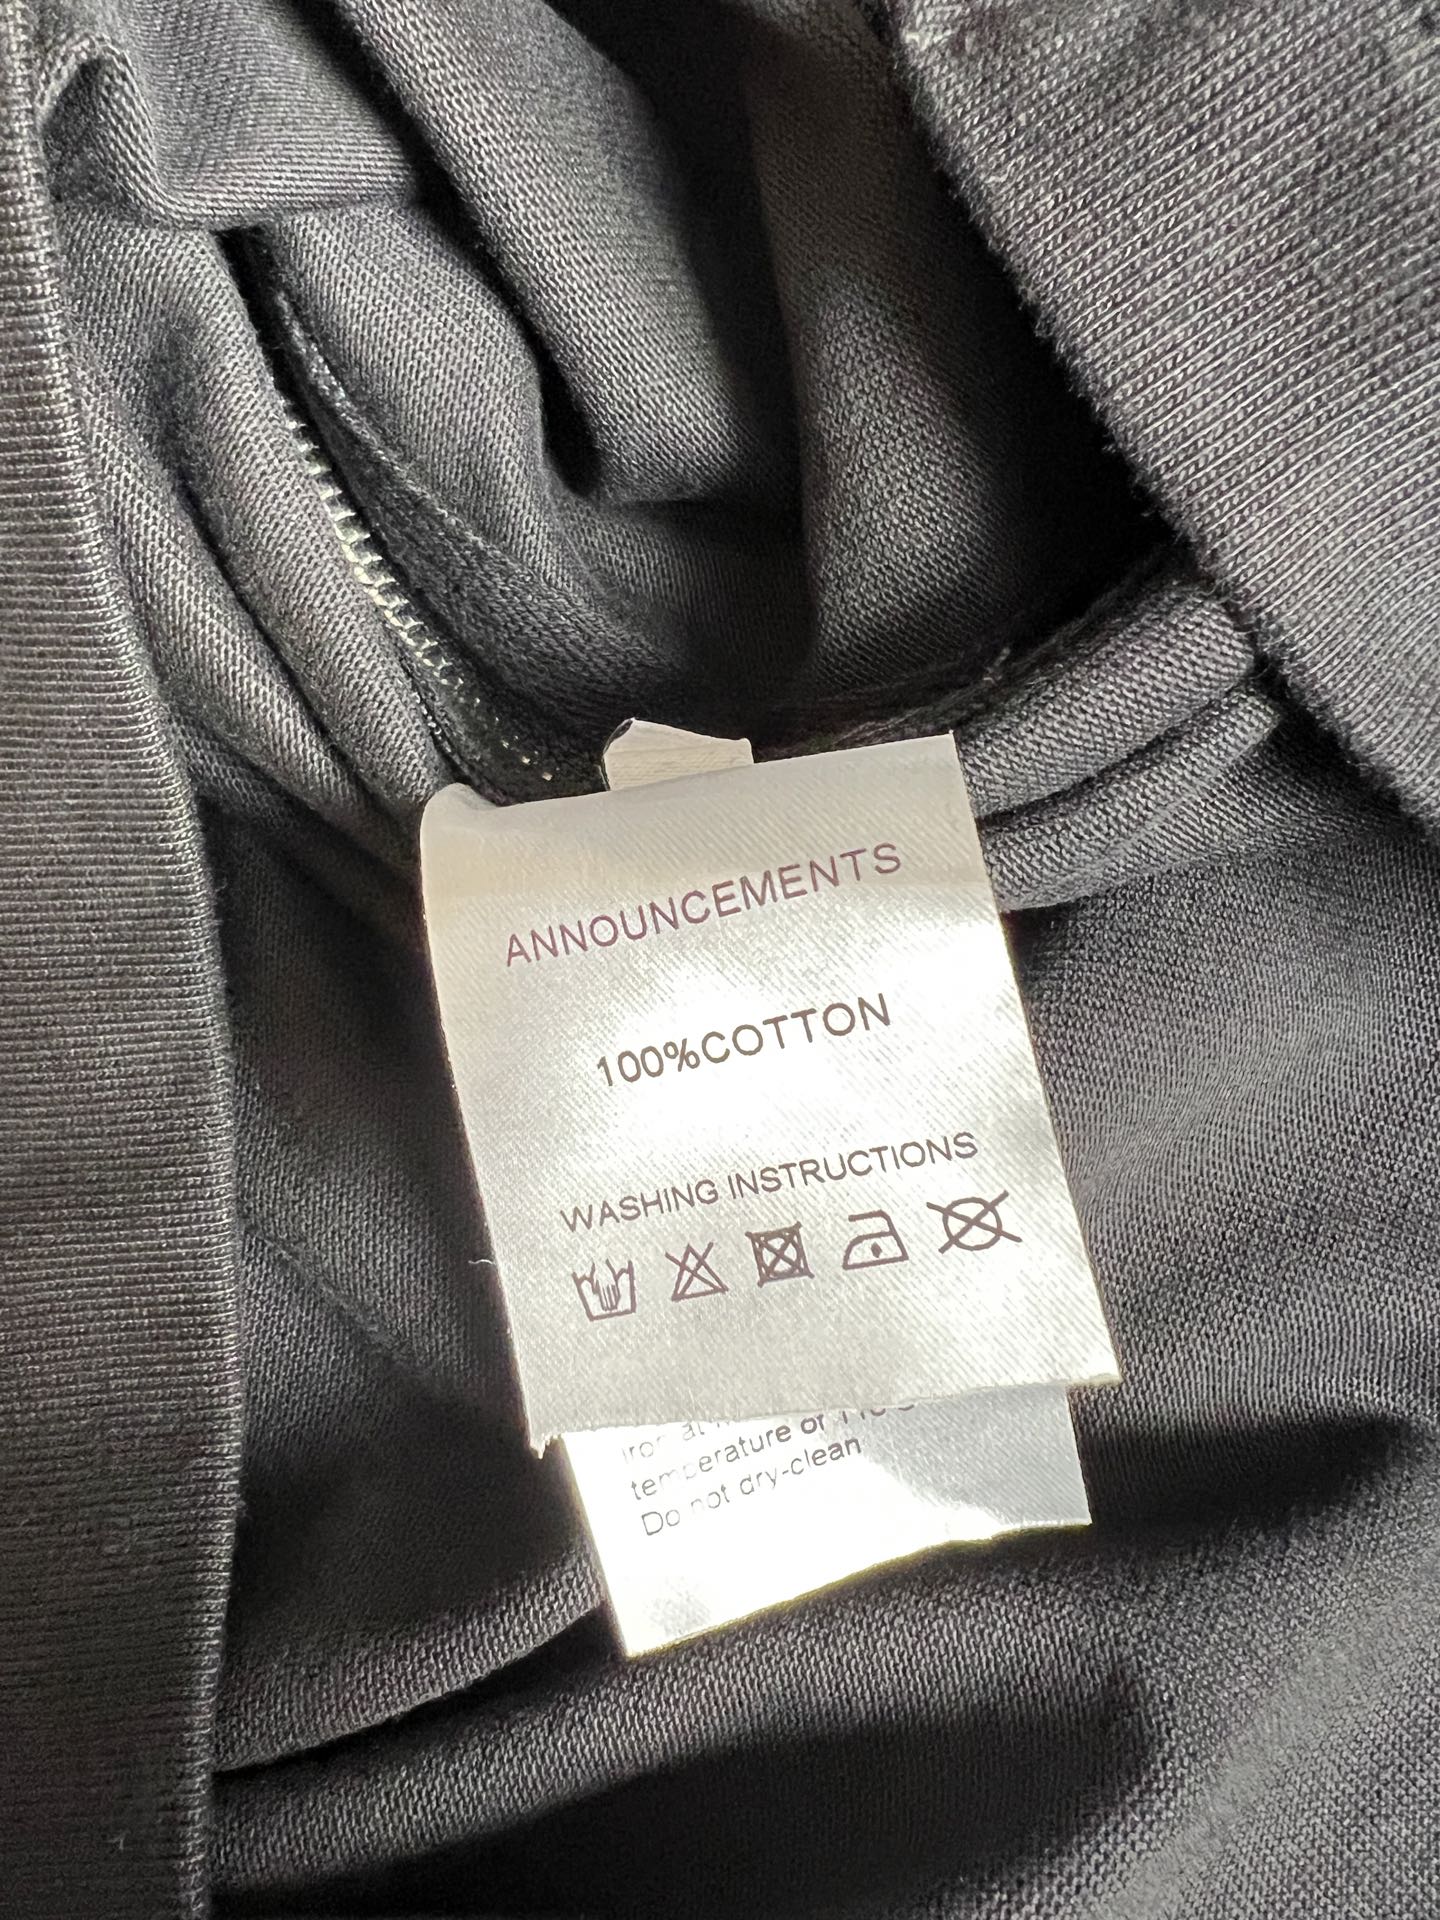 ANNOUNCEMENTS
100%COTTON
WASHING INSTRUCTIONS
temperature of
Do not dry-clean